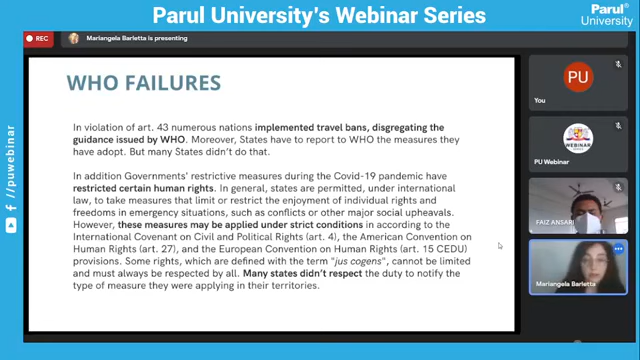 Parul University's Webinar Series
Parul®
University
REC
Mariangela Barletta is presenting
WHO FAILURES
In violation of art. 43 numerous nations implemented travel bans, disgregating the
guidance issued by WHO. Moreover, States have to report to WHO the measures they
have adopt. But many States didn't do that.
In addition Governments' restrictive measures during the Covid-19 pandemic have
restricted certain human rights. In general, states are permitted, under international
law, to take measures that limit or restrict the enjoyment of individual rights and
freedoms in emergency situations, such as conflicts or other major social upheavals.
However, these measures may be applied under strict conditions in according to the
International Covenant on Civil and Political Rights (art. 4), the American Convention on
Human Rights (art. 27), and the European Convention on Human Rights (art. 15 CEDU)
provisions. Some rights, which are defined with the term "jus cogens", cannot be limited
and must always be respected by all. Many states didn't respect the duty to notify the
type of measure they were applying in their territories.
PU
You
WEBINAR
PU Webinar
FAIZ ANSARI
Mariangela Barletta
/puwebinar